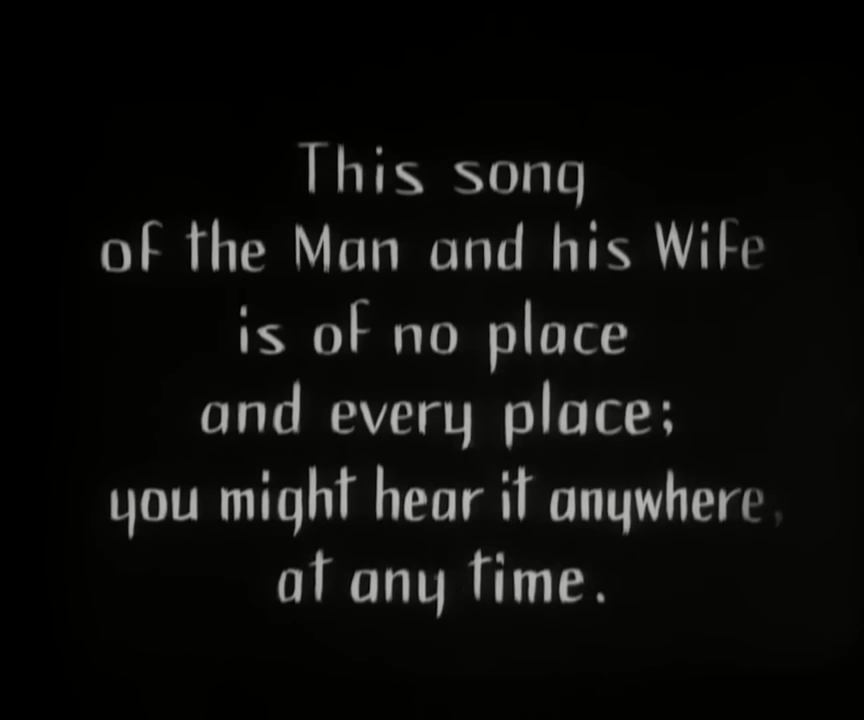 This song
of the Man and his Wife
is of no place
and every place;
you might hear it anywhere,
at any time.